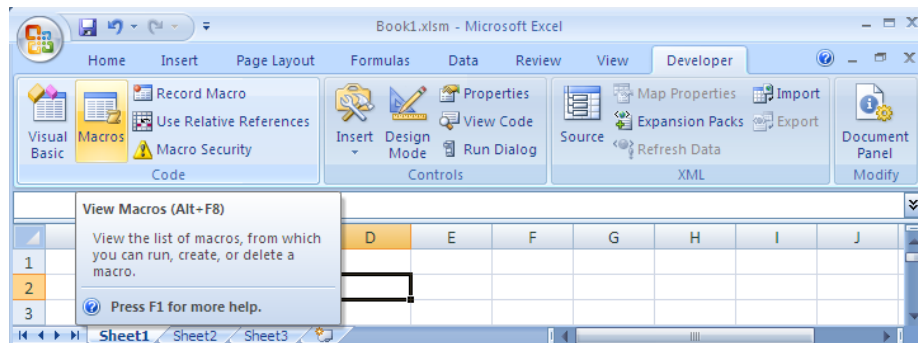 Book1.xlsm - Microsoft Excel
Home Insert Page Layout Formulas Data Review View Developer
Visual Basic
Macros
Record Macro
Use Relative References
Macro Security
Code
Insert
Design Mode
Properties
View Code
Run Dialog
Controls
Source
Map Properties
Expansion Packs
Refresh Data
Import
Export
XML
Document Panel
Modify
View Macros (Alt+F8)
View the list of macros, from which
you can run, create, or delete a
macro.
Press F1 for more help.
D E F G H I J
1
2
3
Sheet1 Sheet2 Sheet3